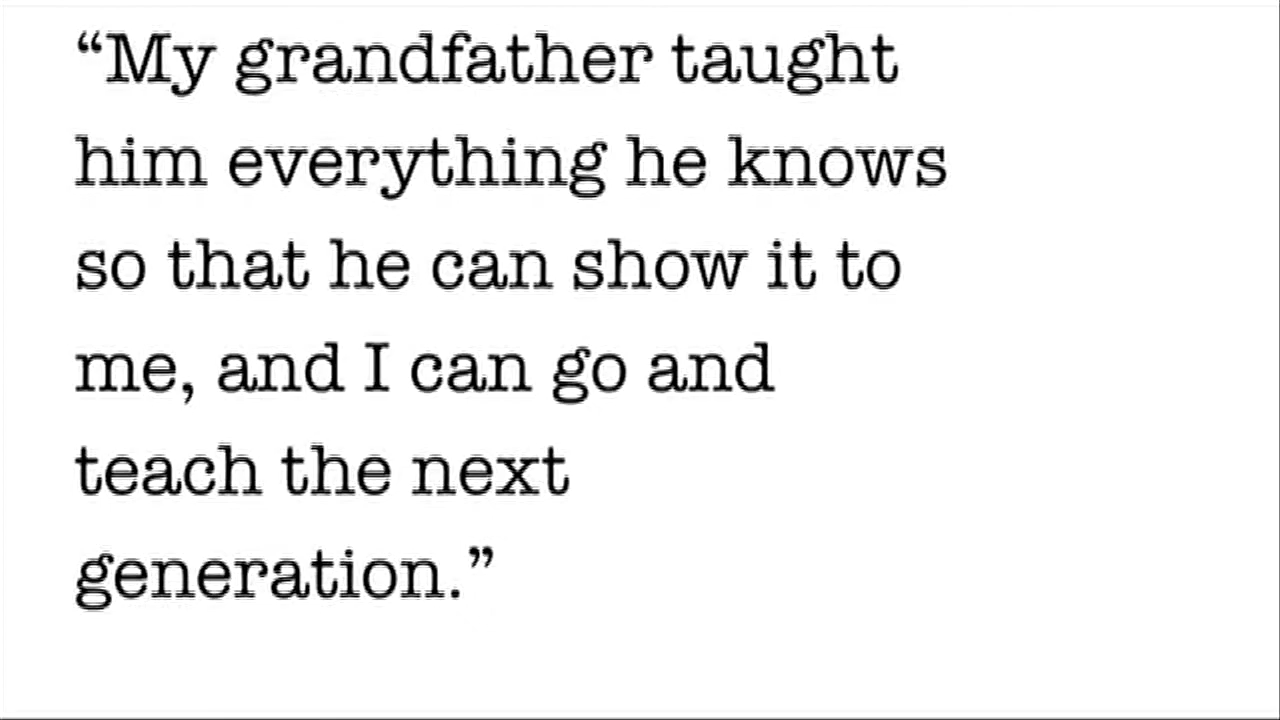 “My grandfather taught
him everything he knows
so that he can show it to
me, and I can go and
teach the next
generation.”